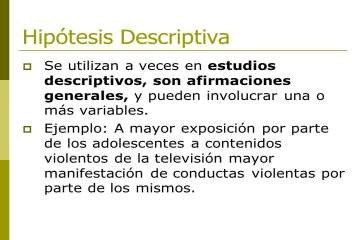 Hipótesis Descriptiva
Se utilizan a veces en estudios
descriptivos, son afirmaciones
generales, y pueden involucrar una o
más variables.
Ejemplo: A mayor exposición por parte
de los adolescentes a contenidos
violentos de la televisión mayor
manifestación de conductas violentas por
parte de los mismos.